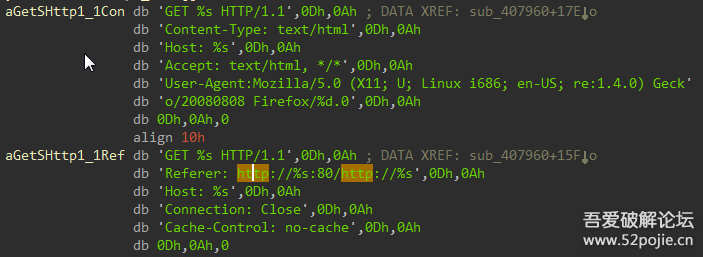 aGetSHttp1_1Con db 'GET %s HTTP/1.1',0Dh,0Ah ; DATA XREF: sub_407960+17E↓o
db 'Content-Type: text/html',0Dh,0Ah
db 'Host: %s',0Dh,0Ah
db 'Accept: text/html, */*',0Dh,0Ah
db 'User-Agent:Mozilla/5.0 (X11; U; Linux i686; en-US; re:1.4.0) Geck'
db 'o/20080808 Firefox/%d.0',0Dh,0Ah
db 0Dh,0Ah,0
align 10h
aGetSHttp1_1Ref db 'GET %s HTTP/1.1',0Dh,0Ah ; DATA XREF: sub_407960+15F↓o
db 'Referer: http://%s:80/http://%s',0Dh,0Ah
db 'Host: %s',0Dh,0Ah
db 'Connection: Close',0Dh,0Ah
db 'Cache-Control: no-cache',0Dh,0Ah
db 0Dh,0Ah,0
吾爱破解论坛
www.52pojie.cn